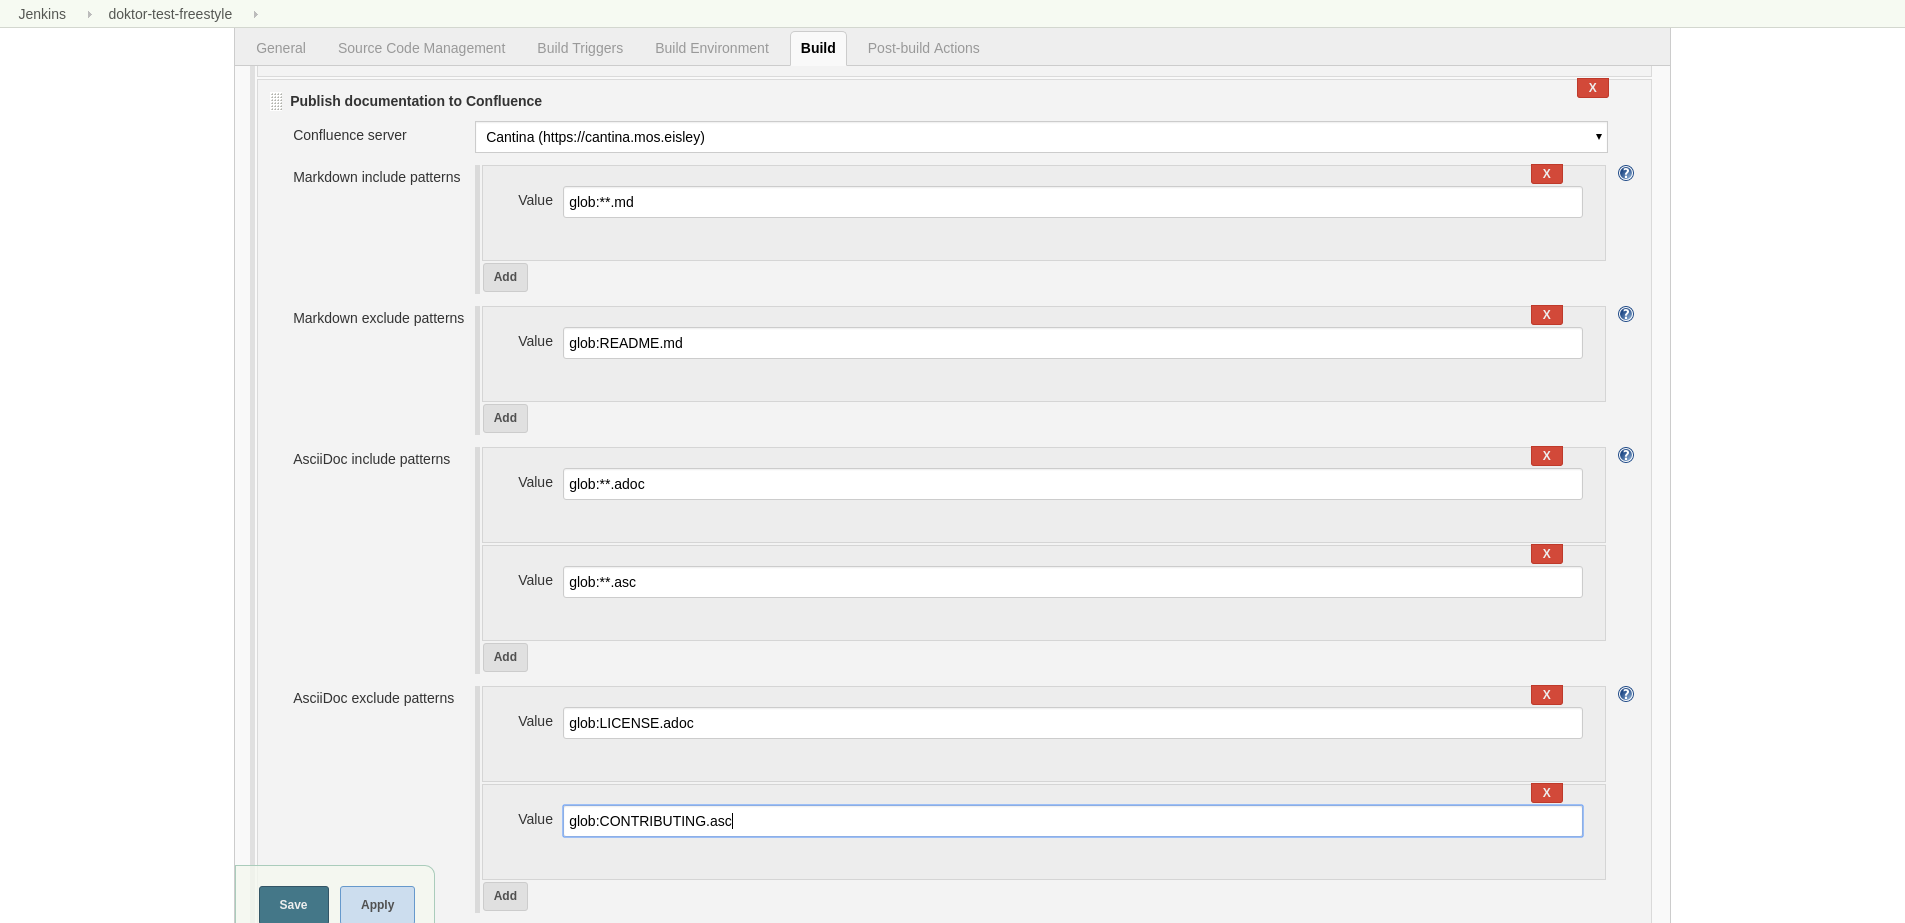 Jenkins doktor-test-freestyle
General Source Code Management Build Triggers Build Environment Build Post-build Actions
X
Publish documentation to Confluence
Confluence server Cantina (https://cantina.mos.eisley)
Markdown include patterns X ?
Value glob:**.md
Add
Markdown exclude patterns X ?
Value glob:README.md
Add
AsciiDoc include patterns X ?
Value glob:**.adoc
X
Value glob:**.asc
Add
AsciiDoc exclude patterns X ?
Value glob:LICENSE.adoc
X
Value glob:CONTRIBUTING.asc
Add
Save Apply